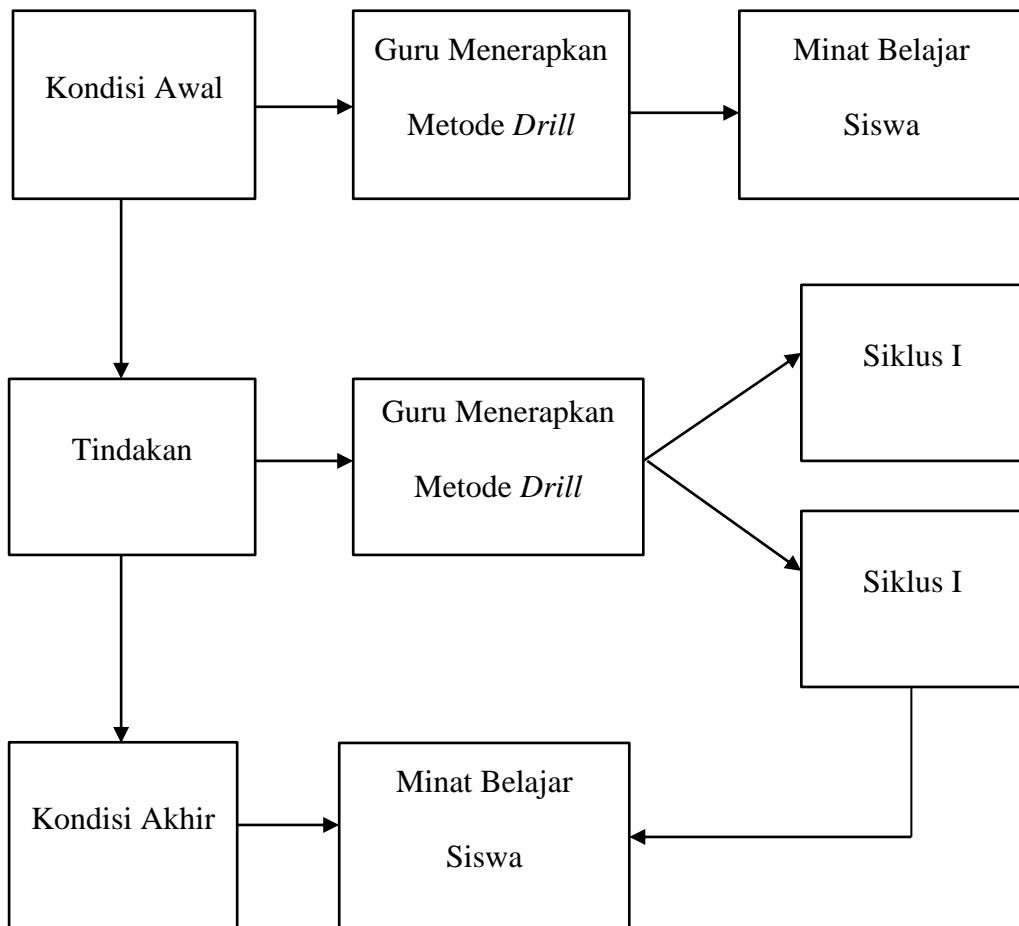 Kondisi Awal
Guru Menerapkan
Metode Drill
Minat Belajar
Siswa
Tindakan
Guru Menerapkan
Metode Drill
Siklus I
Siklus I
Kondisi Akhir
Minat Belajar
Siswa